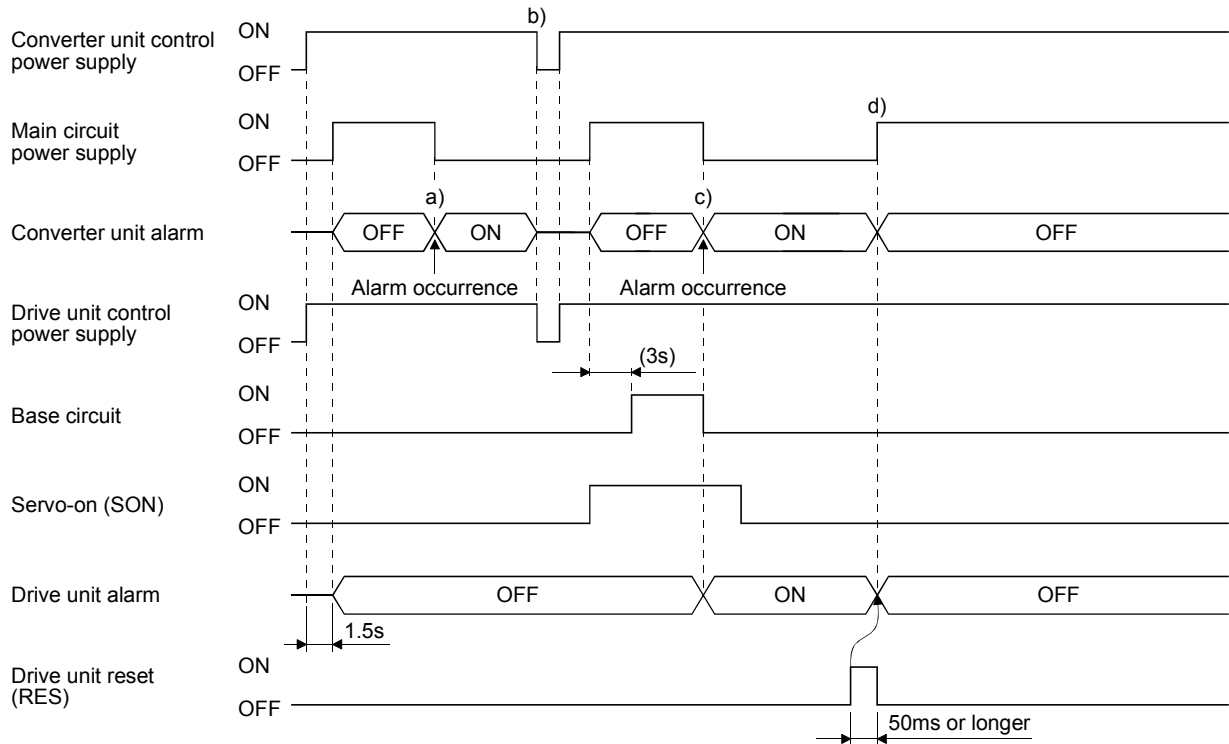 b)
Converter unit control
power supply
ON
OFF
d)
Main circuit
power supply
ON
OFF
a)
c)
Converter unit alarm
OFF
ON
OFF
ON
OFF
Alarm occurrence
Alarm occurrence
Drive unit control
power supply
ON
OFF
(3s)
Base circuit
ON
OFF
Servo-on (SON)
ON
OFF
Drive unit alarm
OFF
ON
OFF
1.5s
Drive unit reset
(RES)
ON
OFF
50ms or longer